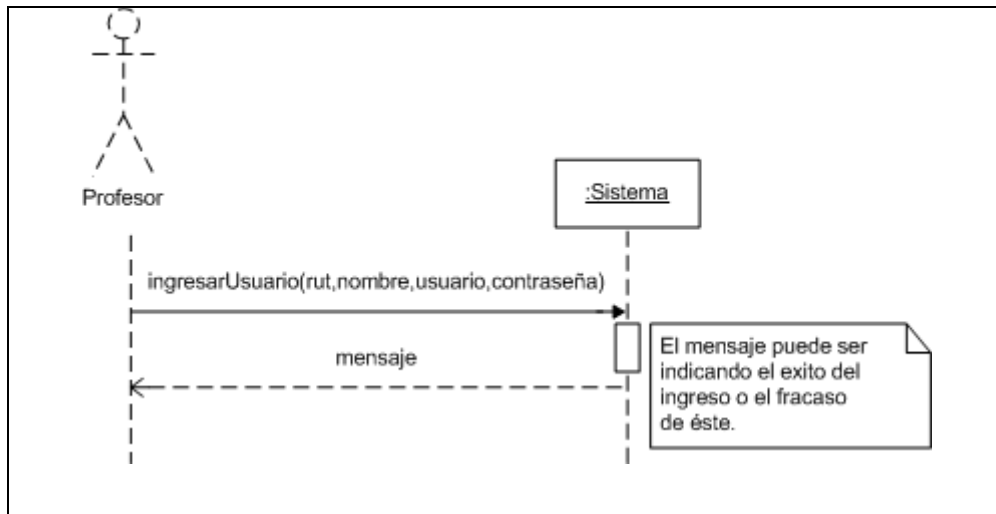 Profesor
:Sistema
ingresarUsuario(rut,nombre,usuario,contraseña)
mensaje
El mensaje puede ser
indicando el exito del
ingreso o el fracaso
de éste.